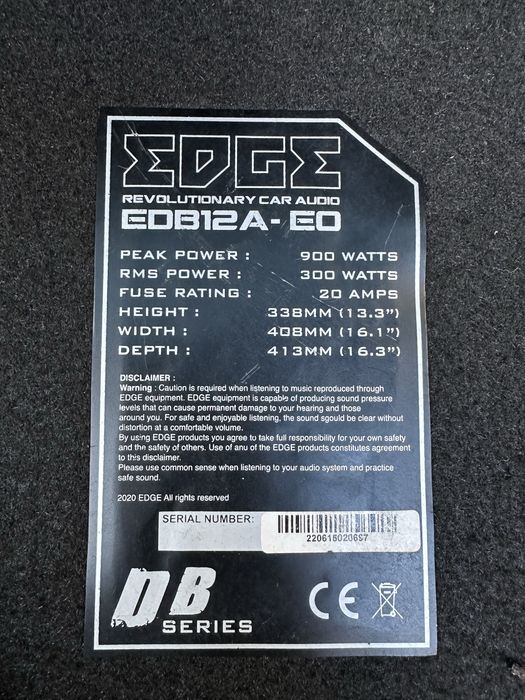 EDGE
REVOLUTIONARY CAR AUDIO
EDB12A-E0
PEAK POWER : 900 WATTS
RMS POWER : 300 WATTS
FUSE RATING : 20 AMPS
HEIGHT : 338MM (13.3")
WIDTH : 408MM (16.1")
DEPTH : 413MM (16.3")
DISCLAIMER :
Warning : Caution is required when listening to music reproduced through
EDGE equipment. EDGE equipment is capable of producing sound pressure
levels that can cause permanent damage to your hearing and those
around you. For safe and enjoyable listening, the sound sgould be clear without
distortion at a comfortable volume.
By using EDGE products you agree to take full responsibility for your own safety
and the safety of others. Use of any of the EDGE products constitutes agreement
to this disclaimer.
Please use common sense when listening to your audio system and practice
safe sound.
2020 EDGE All rights reserved
SERIAL NUMBER:
220615020657
DB
SERIES
CE